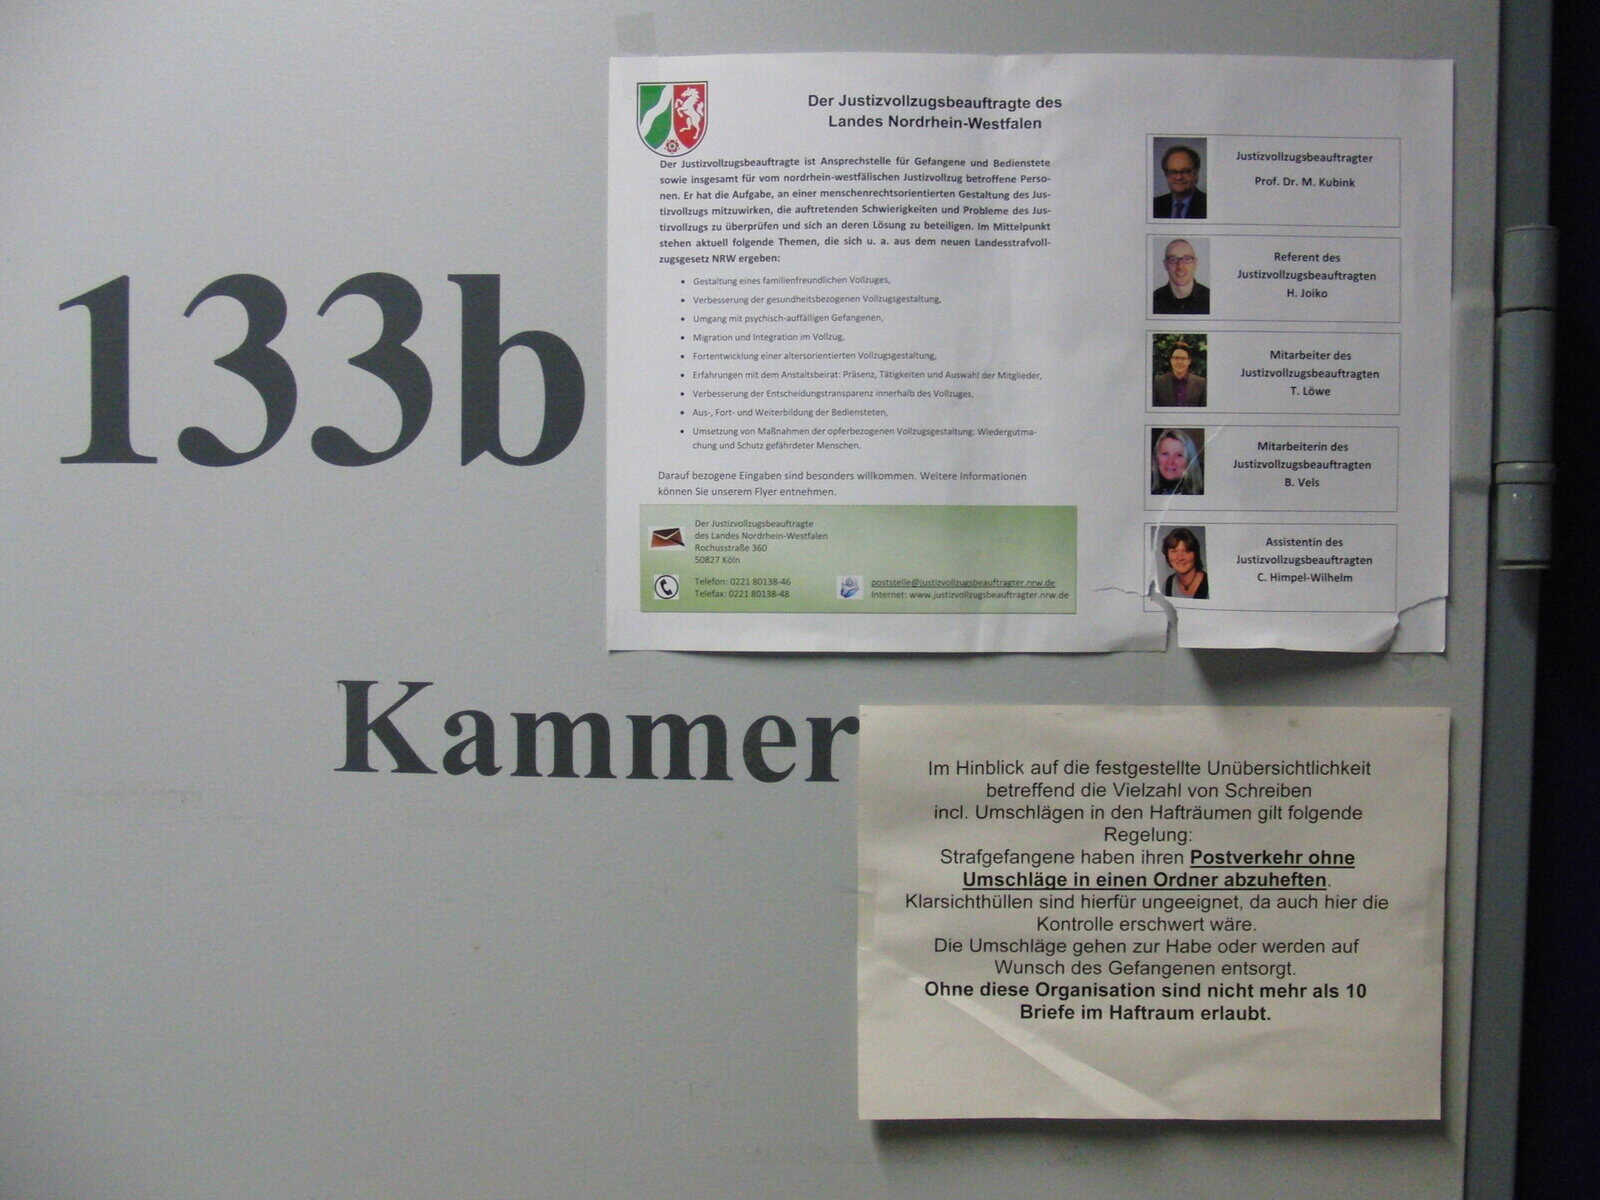 133b
Kammer
Der Justizvollzugsbeauftragte des
Landes Nordrhein-Westfalen
Der Justizvollzugsbeauftragte ist Ansprechstelle für Gefangene und Bedienstete
sowie insgesamt für vom nordrhein-westfälischen Justizvollzug betroffene Perso-
nen. Er hat die Aufgabe, an einer menschenrechtsorientierten Gestaltung des Jus-
tizvollzugs mitzuwirken, die auftretenden Schwierigkeiten und Probleme des Jus-
tizvollzugs zu überprüfen und sich an deren Lösung zu beteiligen. Im Mittelpunkt
stehen aktuell folgende Themen, die sich u. a. aus dem neuen Landesstrafvoll-
zugsgesetz NRW ergeben:
• Gestaltung eines familienfreundlichen Vollzuges,
• Verbesserung der gesundheitsbezogenen Vollzugsgestaltung,
• Umgang mit psychisch-auffälligen Gefangenen,
• Migration und Integration im Vollzug,
• Fortentwicklung einer altersorientierten Vollzugsgestaltung,
• Erfahrungen mit dem Anstaltsbeirat: Präsenz, Tätigkeiten und Auswahl der Mitglieder,
• Verbesserung der Entscheidungstransparenz innerhalb des Vollzuges,
• Aus-, Fort- und Weiterbildung der Bediensteten,
• Umsetzung von Maßnahmen der opferbezogenen Vollzugsgestaltung: Wiedergutma-
chung und Schutz gefährdeter Menschen.
Darauf bezogene Eingaben sind besonders willkommen. Weitere Informationen
können Sie unserem Flyer entnehmen.
Der Justizvollzugsbeauftragte
des Landes Nordrhein-Westfalen
Rochusstraße 360
50827 Köln
Telefon: 0221 80138-46
Telefax: 0221 80138-48
poststelle@justizvollzugsbeauftragter.nrw.de
Internet: www.justizvollzugsbeauftragter.nrw.de
Justizvollzugsbeauftragter
Prof. Dr. M. Kubink
Referent des
Justizvollzugsbeauftragten
H. Joiko
Mitarbeiter des
Justizvollzugsbeauftragten
T. Löwe
Mitarbeiterin des
Justizvollzugsbeauftragten
B. Vels
Assistentin des
Justizvollzugsbeauftragten
C. Himpel-Wilhelm
Im Hinblick auf die festgestellte Unübersichtlichkeit
betreffend die Vielzahl von Schreiben
incl. Umschlägen in den Hafträumen gilt folgende
Regelung:
Strafgefangene haben ihren Postverkehr ohne
Umschläge in einen Ordner abzuheften.
Klarsichthüllen sind hierfür ungeeignet, da auch hier die
Kontrolle erschwert wäre.
Die Umschläge gehen zur Habe oder werden auf
Wunsch des Gefangenen entsorgt.
Ohne diese Organisation sind nicht mehr als 10
Briefe im Haftraum erlaubt.